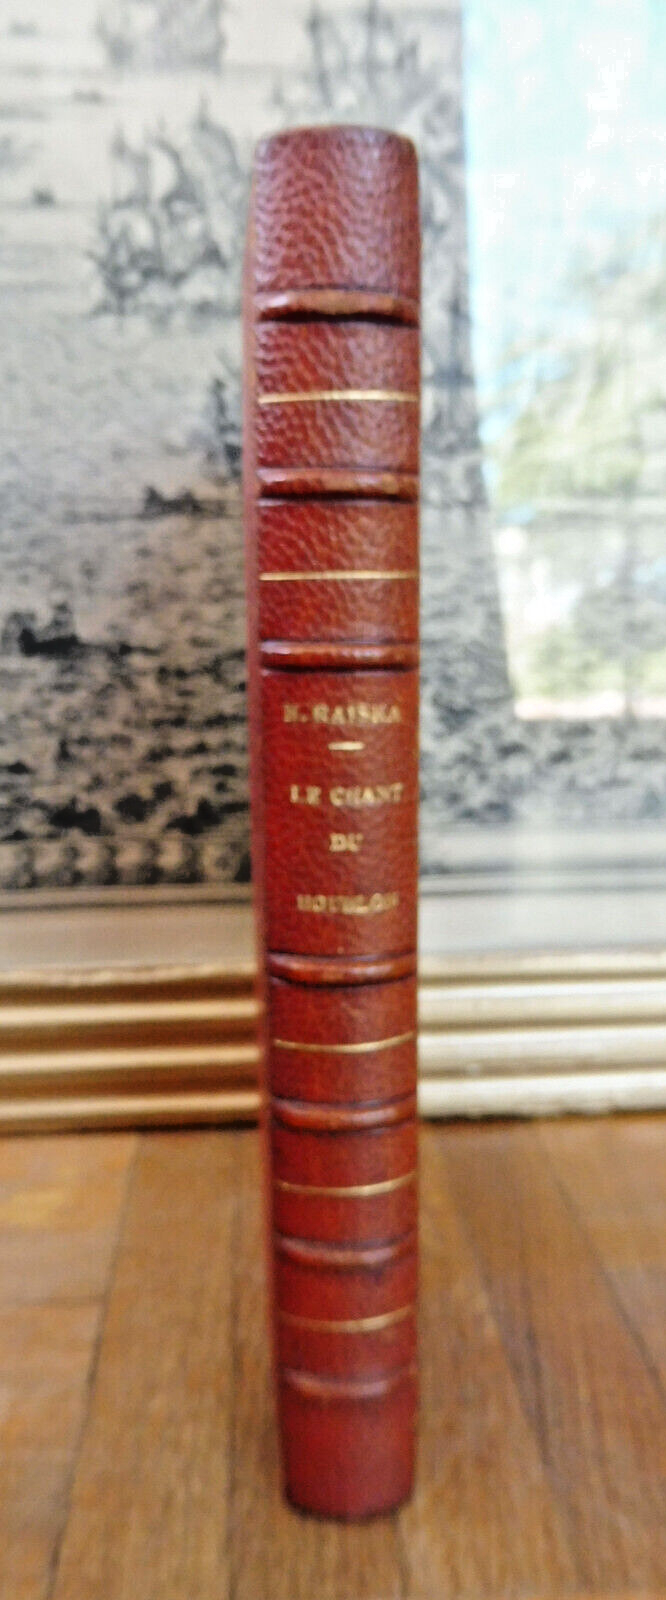 N. RAISKA
LE CHANT
DU
HOUBLON